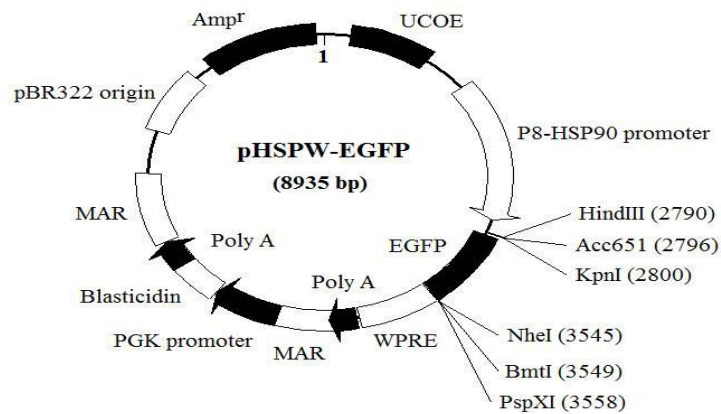 Ampʳ
UCOE
1
pBR322 origin
P8-HSP90 promoter
pHSPW-EGFP
(8935 bp)
MAR
HindIII (2790)
Poly A
EGFP
Acc651 (2796)
KpnI (2800)
Poly A
Blasticidin
NheI (3545)
PGK promoter
MAR
WPRE
BmtI (3549)
PspXI (3558)